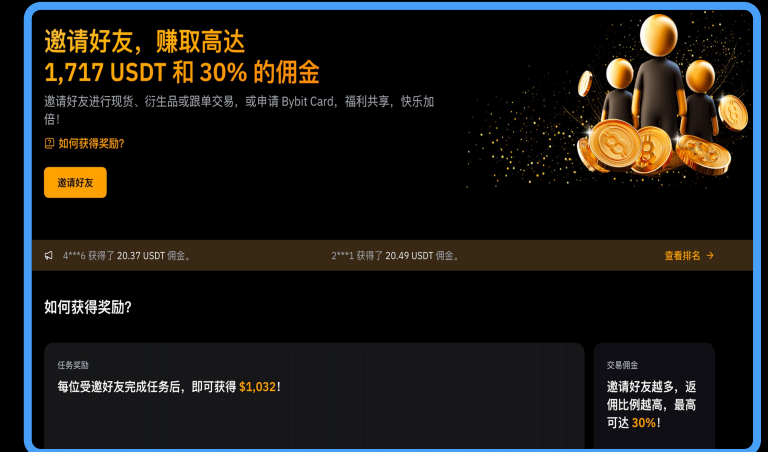 邀请好友，赚取高达
1,717 USDT 和 30% 的佣金
邀请好友进行现货、衍生品或跟单交易，或申请 Bybit Card，福利共享，快乐加
倍！
如何获得奖励?
邀请好友
4***6 获得了 20.37 USDT 佣金。
2***1 获得了 20.49 USDT 佣金。
查看排名 →
如何获得奖励?
任务奖励
每位受邀好友完成任务后，即可获得 $1,032！
交易佣金
邀请好友越多，返
佣比例越高，最高
可达 30%！